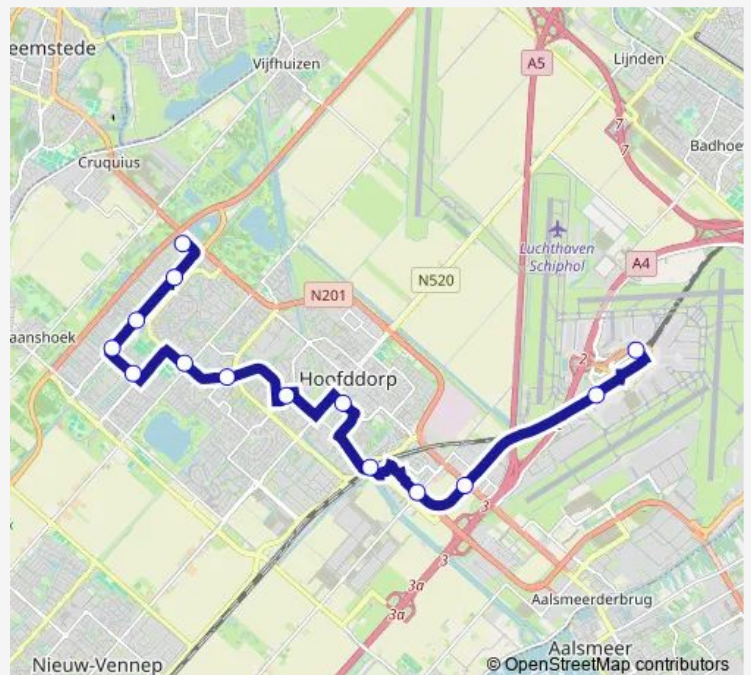 eemstede
Vijfhuizen
A5
Lijnden
7
7
Badhoe
Cruquius
Luchthaven
Schiphol
A4
N520
N201
aanshoek
2
Hoofddorp
3
3
3a
3a
Aalsmeerderbrug
Aalsmeer
Nieuw-Vennep
© OpenStreetMap contributors